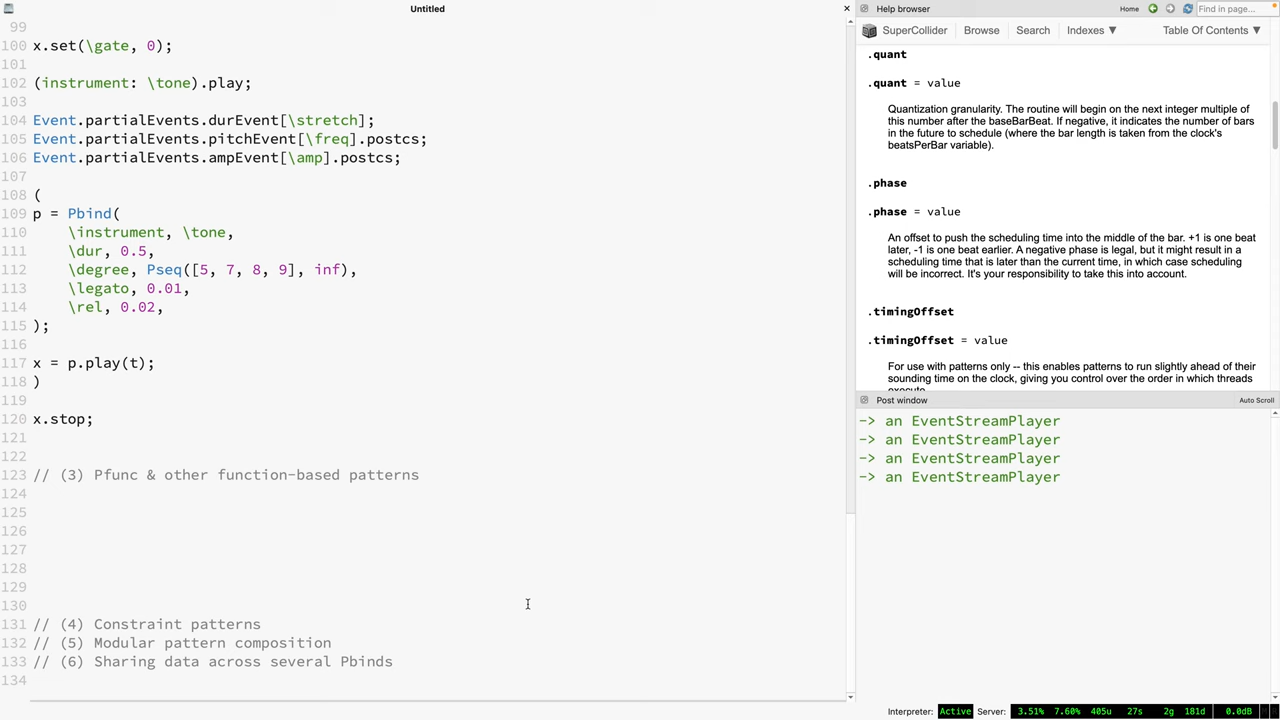 Untitled
99
100 x.set(\gate, 0);
101
102 (instrument: \tone).play;
103
104 Event.partialEvents.durEvent[\stretch];
105 Event.partialEvents.pitchEvent[\freq].postcs;
106 Event.partialEvents.ampEvent[\amp].postcs;
107
108 (
109 p = Pbind(
110 \instrument, \tone,
111 \dur, 0.5,
112 \degree, Pseq([5, 7, 8, 9], inf),
113 \legato, 0.01,
114 \rel, 0.02,
115 );
116
117 x = p.play(t);
118 )
119
120 x.stop;
121
122
123 // (3) Pfunc & other function-based patterns
124
125
126
127
128
129
130
131 // (4) Constraint patterns
132 // (5) Modular pattern composition
133 // (6) Sharing data across several Pbinds
134
Help browser Home Find in page...
SuperCollider Browse Search Indexes ▼ Table Of Contents ▼
.quant
.quant = value
Quantization granularity. The routine will begin on the next integer multiple of
this number after the baseBarBeat. If negative, it indicates the number of bars
in the future to schedule (where the bar length is taken from the clock's
beatsPerBar variable).
.phase
.phase = value
An offset to push the scheduling time into the middle of the bar. +1 is one beat
later, -1 is one beat earlier. A negative phase is legal, but it might result in a
scheduling time that is later than the current time, in which case scheduling
will be incorrect. It's your responsibility to take this into account.
.timingOffset
.timingOffset = value
For use with patterns only -- this enables patterns to run slightly ahead of their
sounding time on the clock, giving you control over the order in which threads
execute
Post window Auto Scroll
-> an EventStreamPlayer
-> an EventStreamPlayer
-> an EventStreamPlayer
-> an EventStreamPlayer
Interpreter: Active Server: 3.51% 7.60% 405u 27s 2g 181d 0.0dB